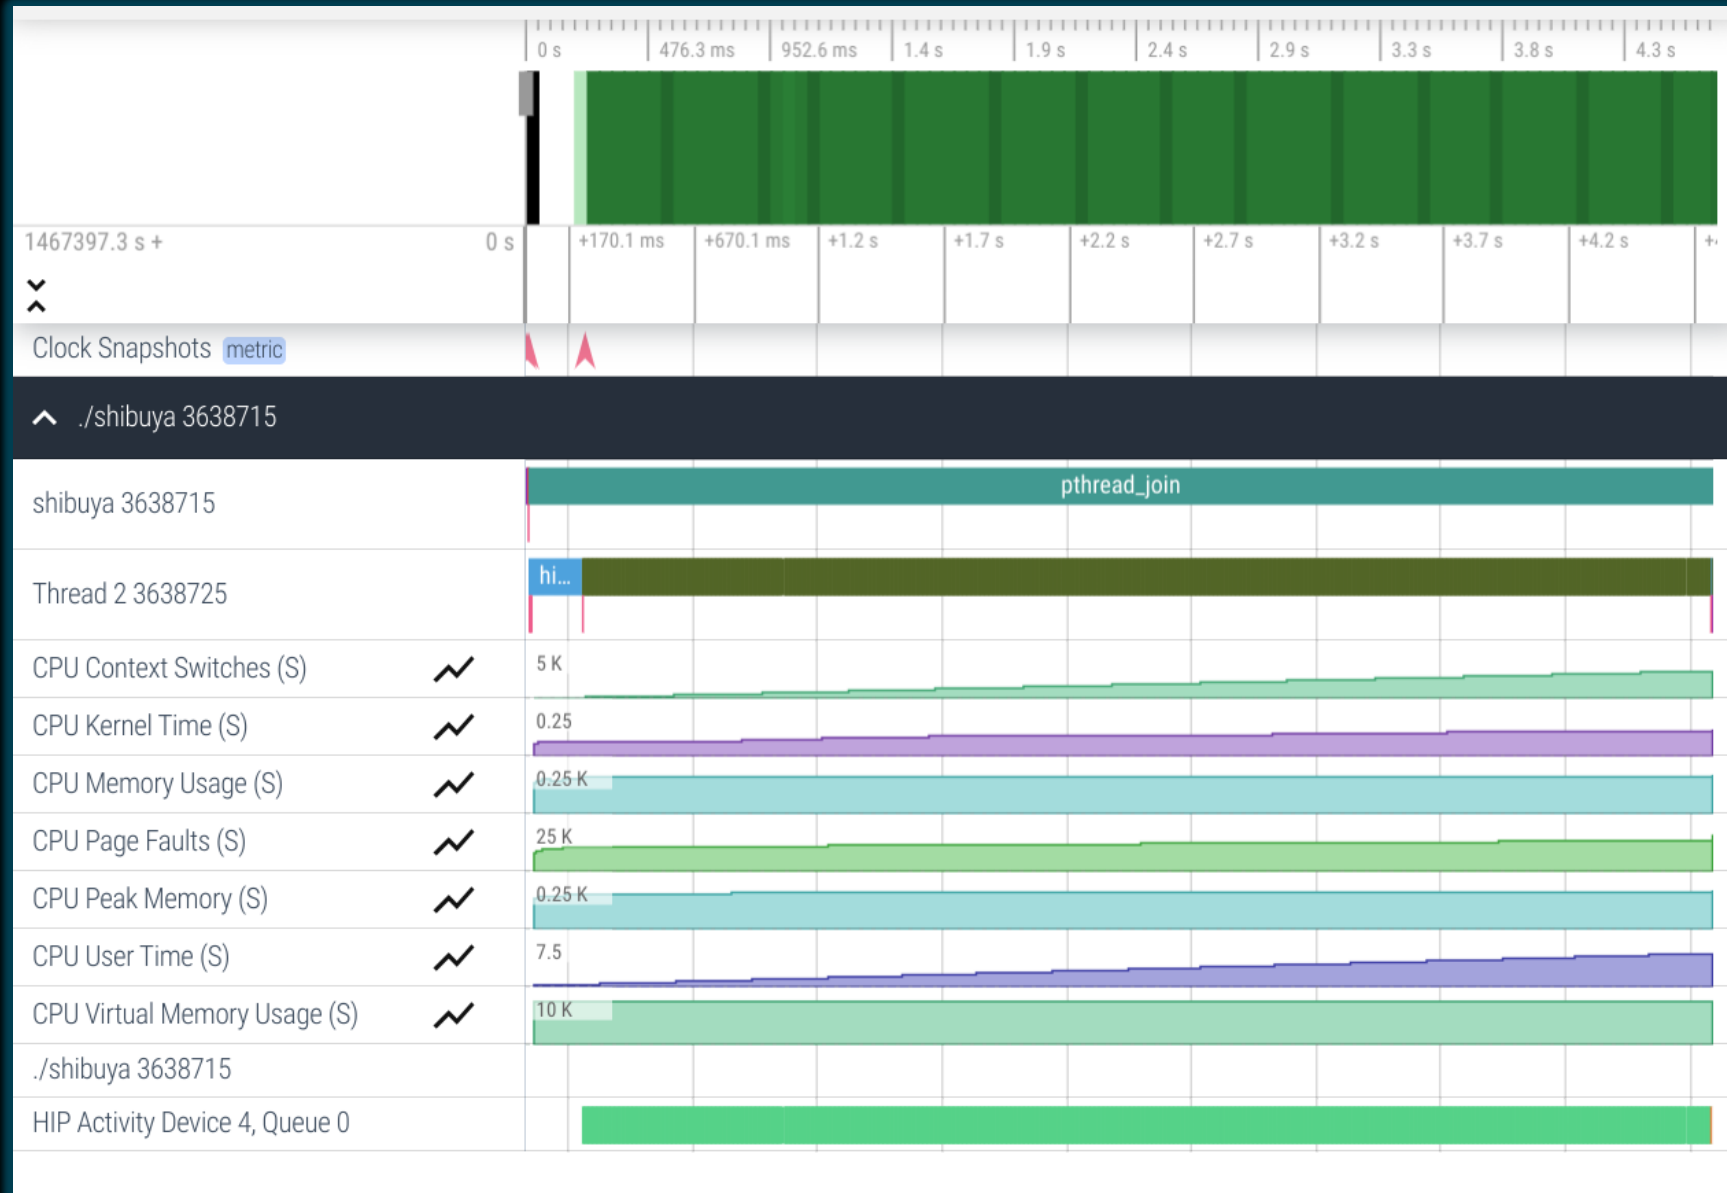 0 s 476.3 ms 952.6 ms 1.4 s 1.9 s 2.4 s 2.9 s 3.3 s 3.8 s 4.3 s
1467397.3 s + 0 s +170.1 ms +670.1 ms +1.2 s +1.7 s +2.2 s +2.7 s +3.2 s +3.7 s +4.2 s
Clock Snapshots metric
./shibuya 3638715
shibuya 3638715 pthread_join
Thread 2 3638725 hi...
CPU Context Switches (S) 5 K
CPU Kernel Time (S) 0.25
CPU Memory Usage (S) 0.25 K
CPU Page Faults (S) 25 K
CPU Peak Memory (S) 0.25 K
CPU User Time (S) 7.5
CPU Virtual Memory Usage (S) 10 K
./shibuya 3638715
HIP Activity Device 4, Queue 0